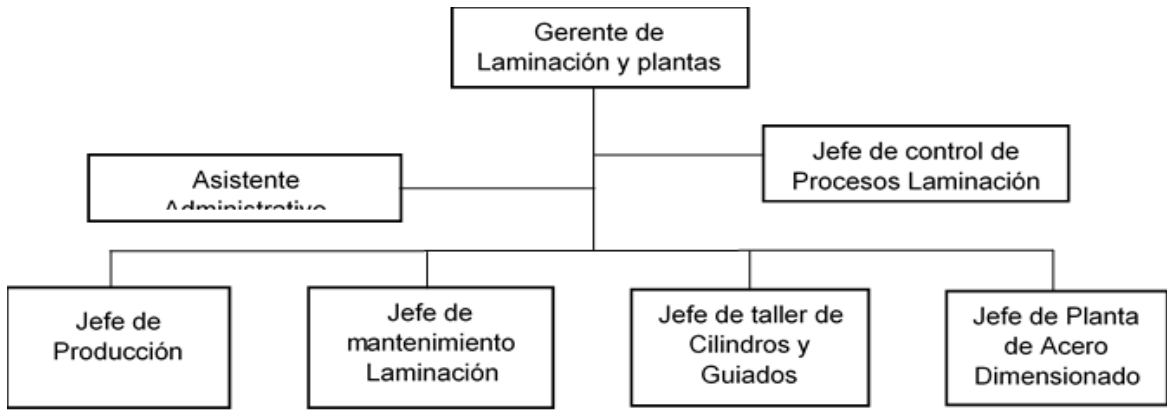 Gerente de
Laminación y plantas
Jefe de control de
Procesos Laminación
Asistente
Administrativo
Jefe de
Producción
Jefe de
mantenimiento
Laminación
Jefe de taller de
Cilindros y
Guiados
Jefe de Planta
de Acero
Dimensionado